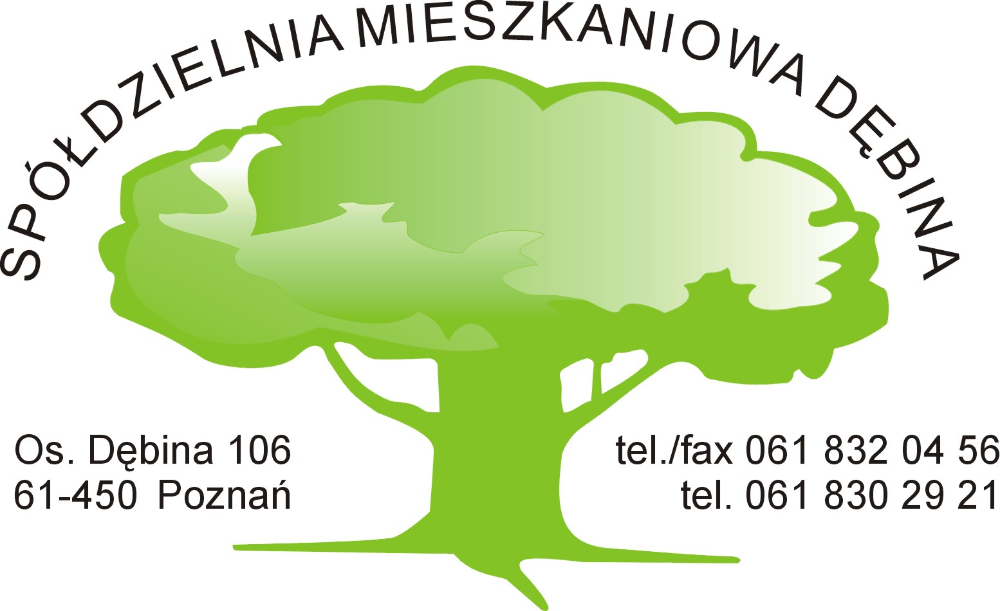 SPÓŁDZIELNIA MIESZKANIOWA DĘBINA
Os. Dębina 106
61-450 Poznań
tel./fax 061 832 04 56
tel. 061 830 29 21